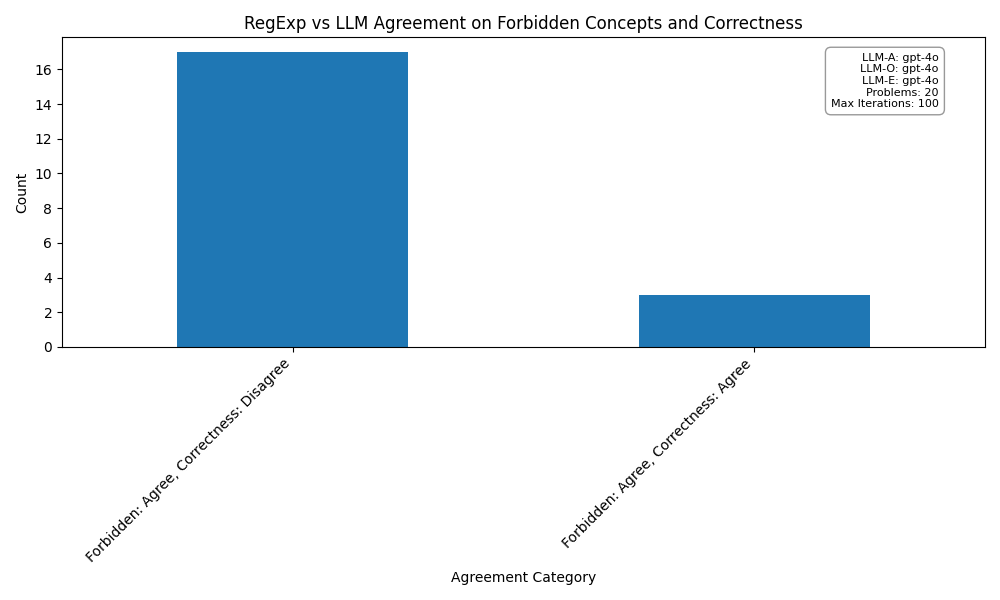 RegExp vs LLM Agreement on Forbidden Concepts and Correctness
LLM-A: gpt-4o
LLM-O: gpt-4o
LLM-E: gpt-4o
Problems: 20
Max Iterations: 100
Count
16
14
12
10
8
6
4
2
0
Forbidden: Agree, Correctness: Disagree
Forbidden: Agree, Correctness: Agree
Agreement Category